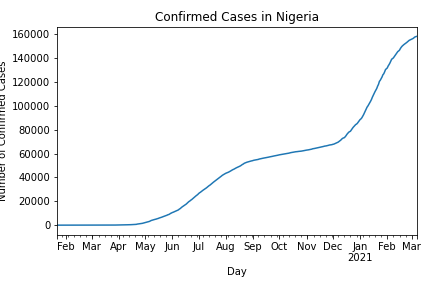 Confirmed Cases in Nigeria
Number of Confirmed Cases
160000
140000
120000
100000
80000
60000
40000
20000
0
Feb Mar Apr May Jun Jul Aug Sep Oct Nov Dec Jan Feb Mar
2021
Day